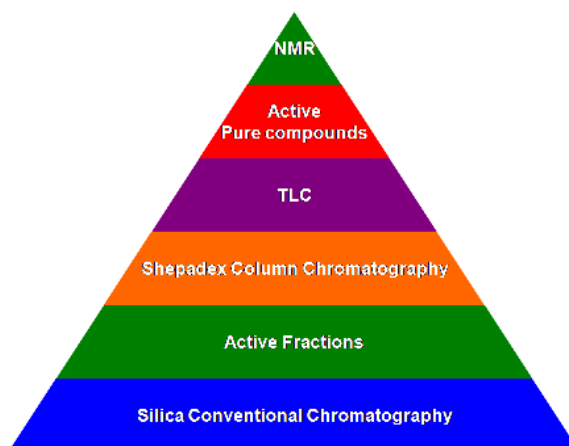 NMR
Active
Pure compounds
TLC
Shepadex Column Chromatography
Active Fractions
Silica Conventional Chromatography